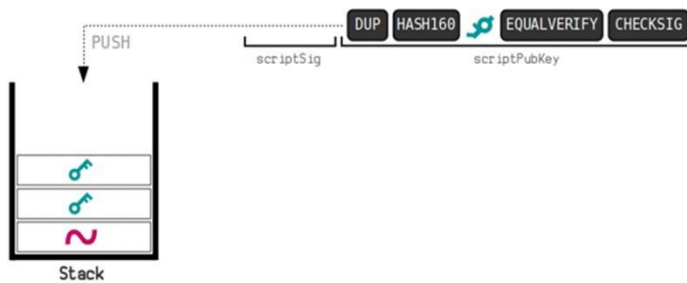 DUP HASH160 EQUALVERIFY CHECKSIG
PUSH
scriptSig scriptPubKey
Stack